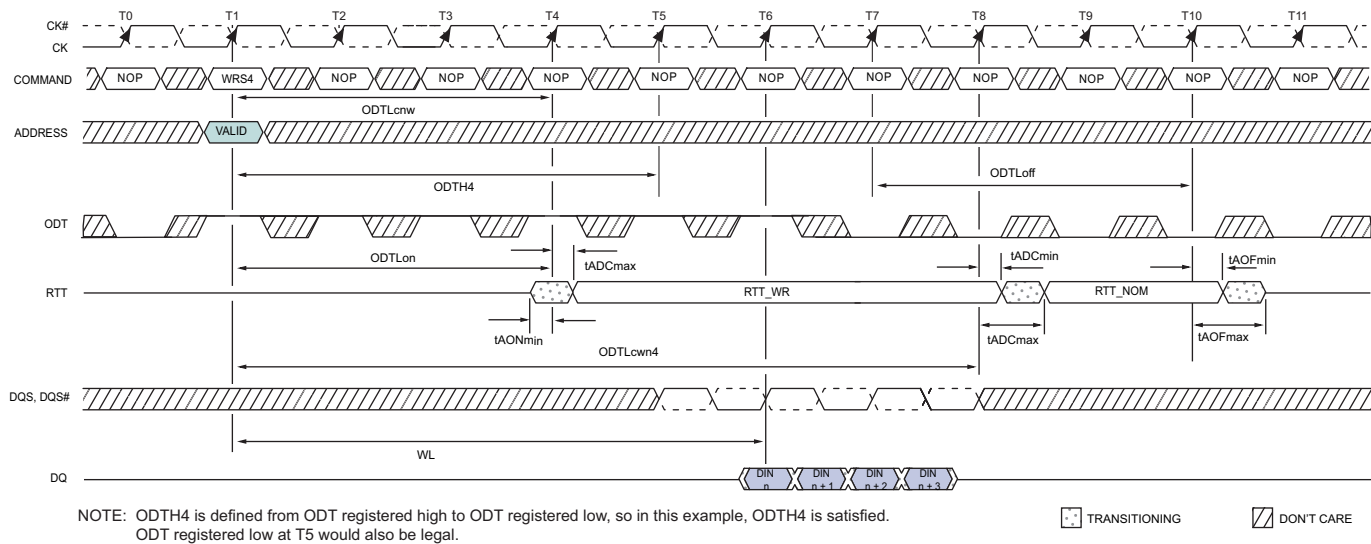 T0 T1 T2 T3 T4 T5 T6 T7 T8 T9 T10 T11
CK#
CK
COMMAND NOP WRS4 NOP NOP NOP NOP NOP NOP NOP NOP NOP NOP
ODTLcnw
ADDRESS VALID
ODTH4 ODTLoff
ODT
ODTLon tADCmax tADCmin tAOFmin
RTT RTT_WR RTT_NOM
tAONmin tADCmax tAOFmax
ODTLcwn4
DQS, DQS#
WL
DQ DIN n DIN n + 1 DIN n + 2 DIN n + 3
NOTE: ODTH4 is defined from ODT registered high to ODT registered low, so in this example, ODTH4 is satisfied.
ODT registered low at T5 would also be legal.
TRANSITIONING DON'T CARE